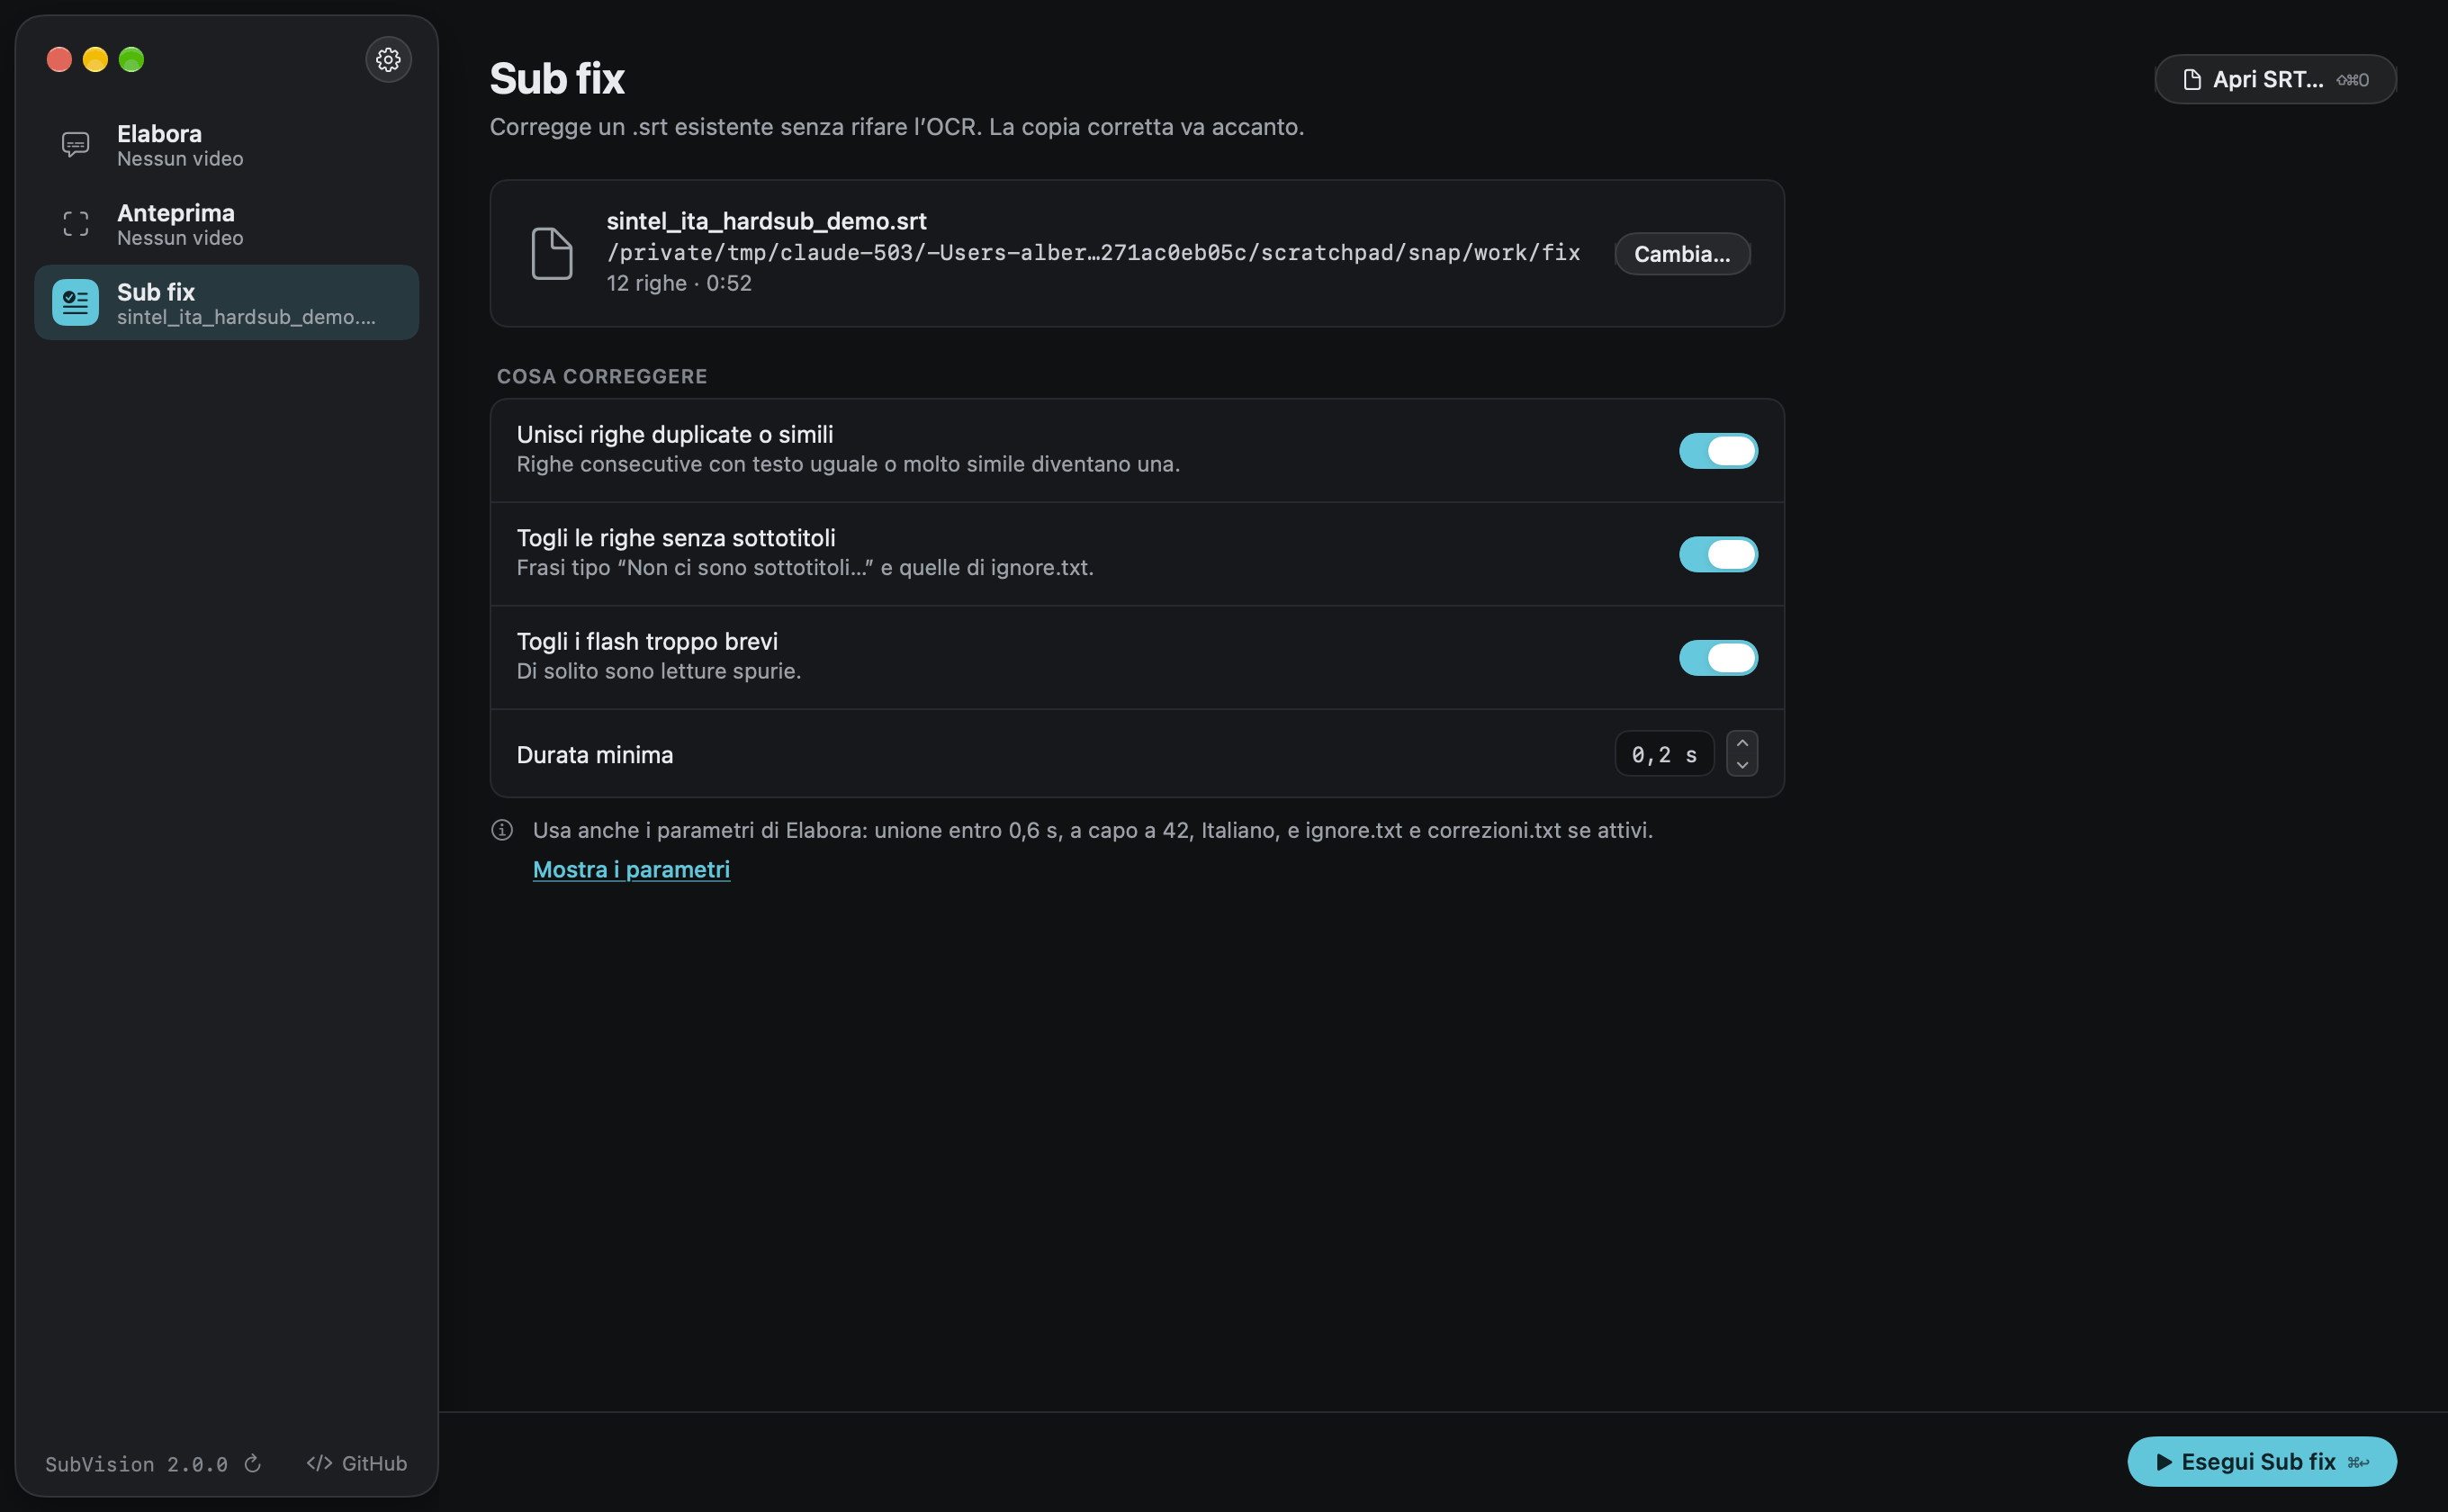 Elabora
Nessun video
Anteprima
Nessun video
Sub fix
sintel_ita_hardsub_demo.…
SubVision 2.0.0
</> GitHub
Sub fix
Corregge un .srt esistente senza rifare l’OCR. La copia corretta va accanto.
Apri SRT… ⇧⌘O
sintel_ita_hardsub_demo.srt
/private/tmp/claude-503/-Users-alber…271ac0eb05c/scratchpad/snap/work/fix
12 righe · 0:52
Cambia…
COSA CORREGGERE
Unisci righe duplicate o simili
Righe consecutive con testo uguale o molto simile diventano una.
Togli le righe senza sottotitoli
Frasi tipo “Non ci sono sottotitoli…” e quelle di ignore.txt.
Togli i flash troppo brevi
Di solito sono letture spurie.
Durata minima
0,2 s
Usa anche i parametri di Elabora: unione entro 0,6 s, a capo a 42, Italiano, e ignore.txt e correzioni.txt se attivi.
Mostra i parametri
Esegui Sub fix ⌘↩